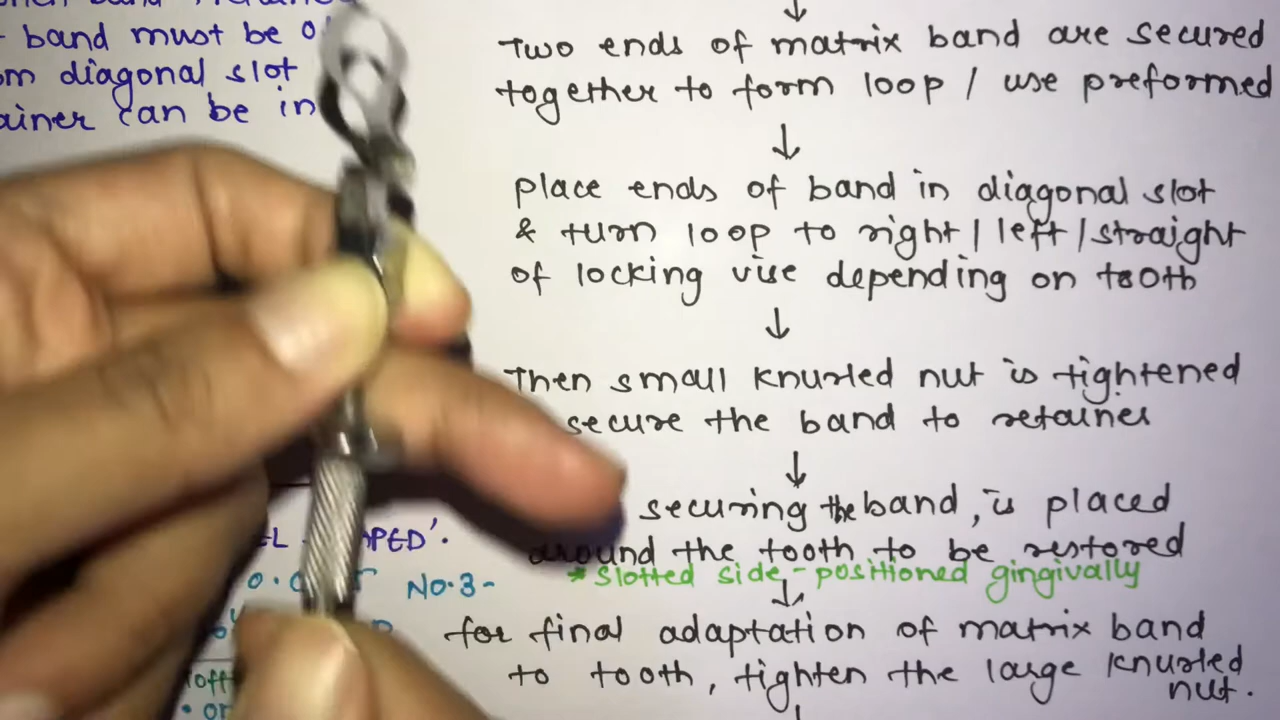 band must be
diagonal slot
can be in
Two ends of matrix band are secured
together to form loop / use preformed
place ends of band in diagonal slot
& turn loop to right / left / straight
of locking vise depending on tooth
Then small knurled nut is tightened
secure the band to retainer
securing the band, is placed
around the tooth to be restored
* Slotted side - positioned gingivally
No.3-
for final adaptation of matrix band
to tooth, tighten the large knurled
nut.